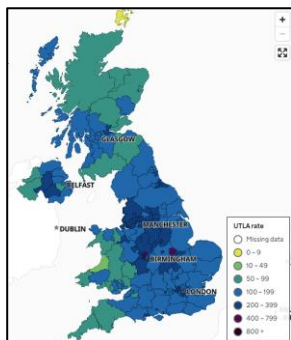 +
−
GLASGOW
BELFAST
DUBLIN
MANCHESTER
BIRMINGHAM
LONDON
UTLA rate
Missing data
0 – 9
10 – 49
50 – 99
100 – 199
200 – 399
400 – 799
800 +